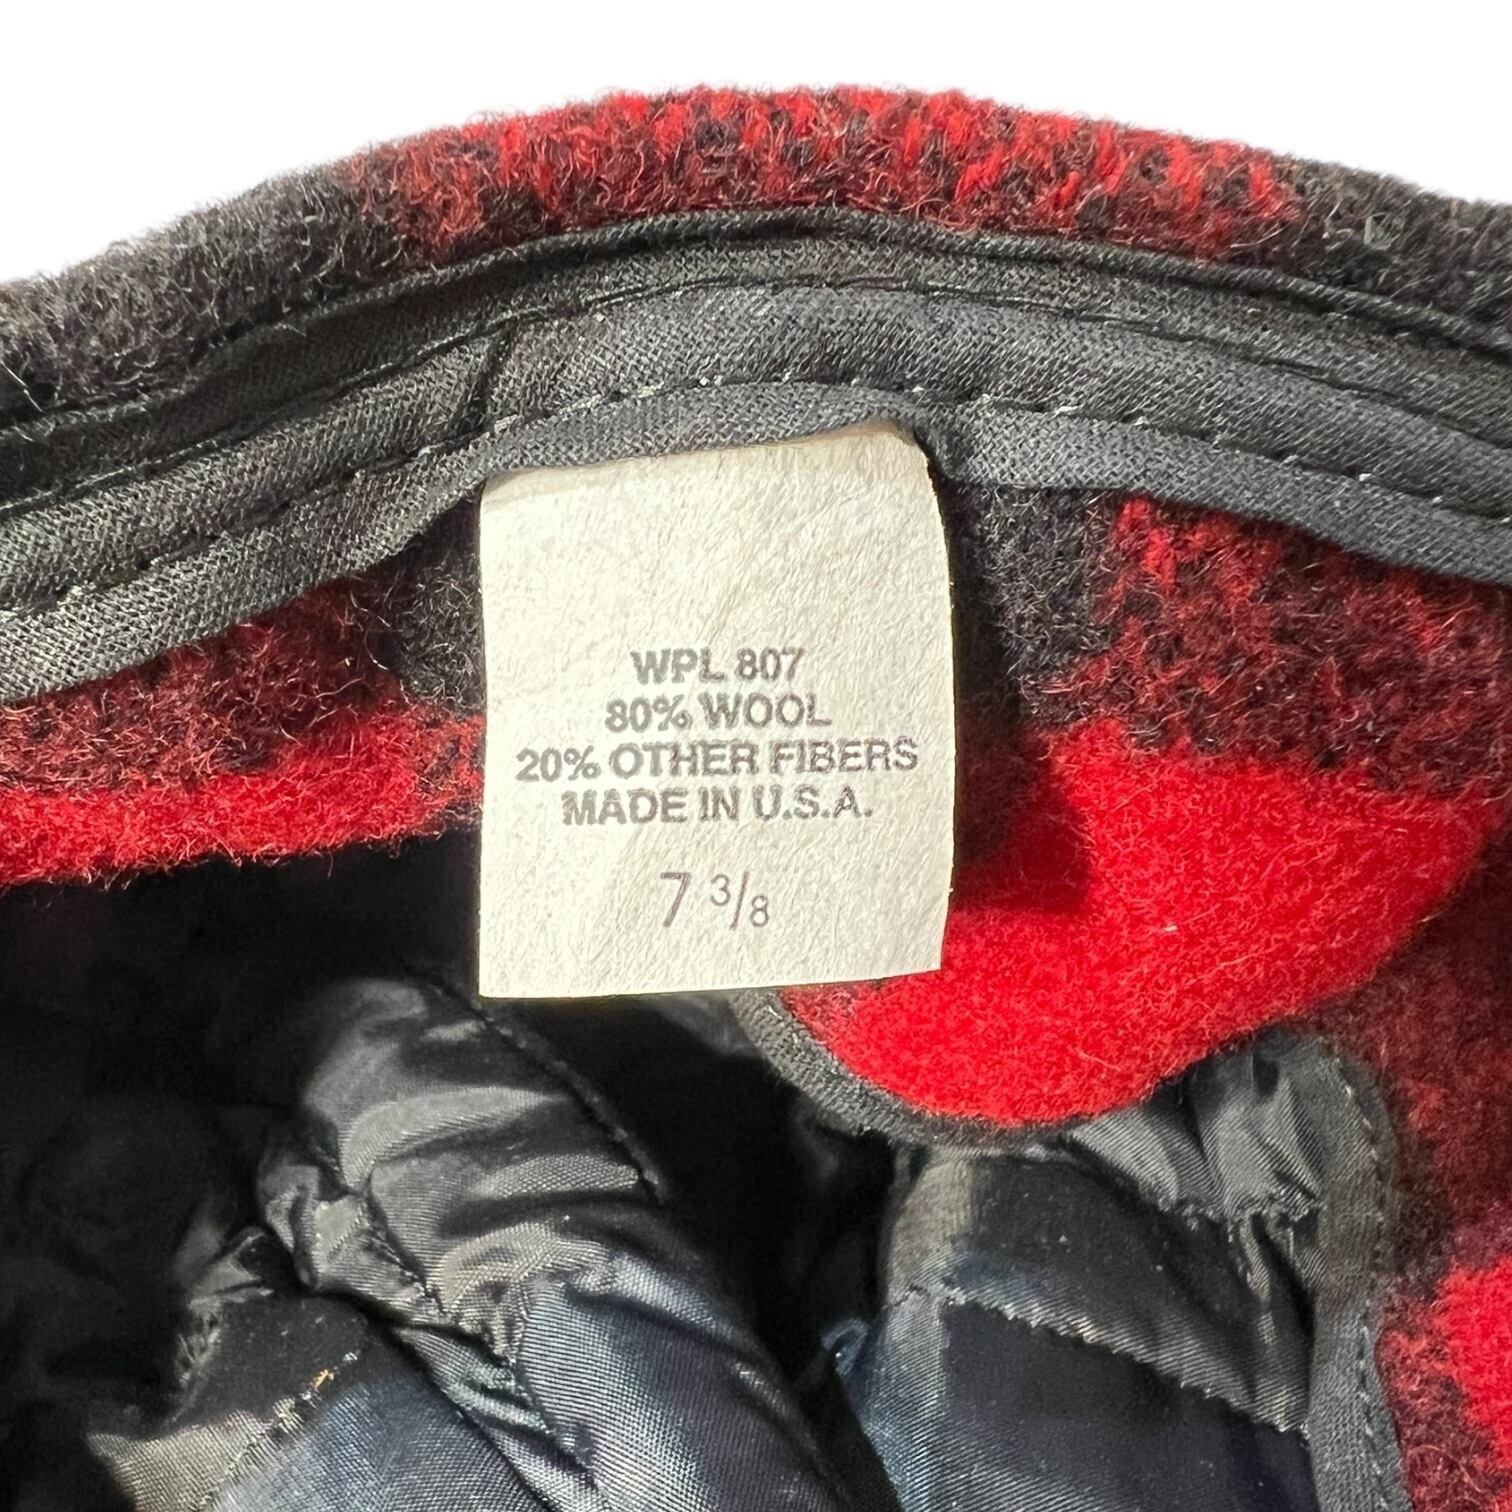 WPL 807
80% WOOL
20% OTHER FIBERS
MADE IN U.S.A.
7 3/8